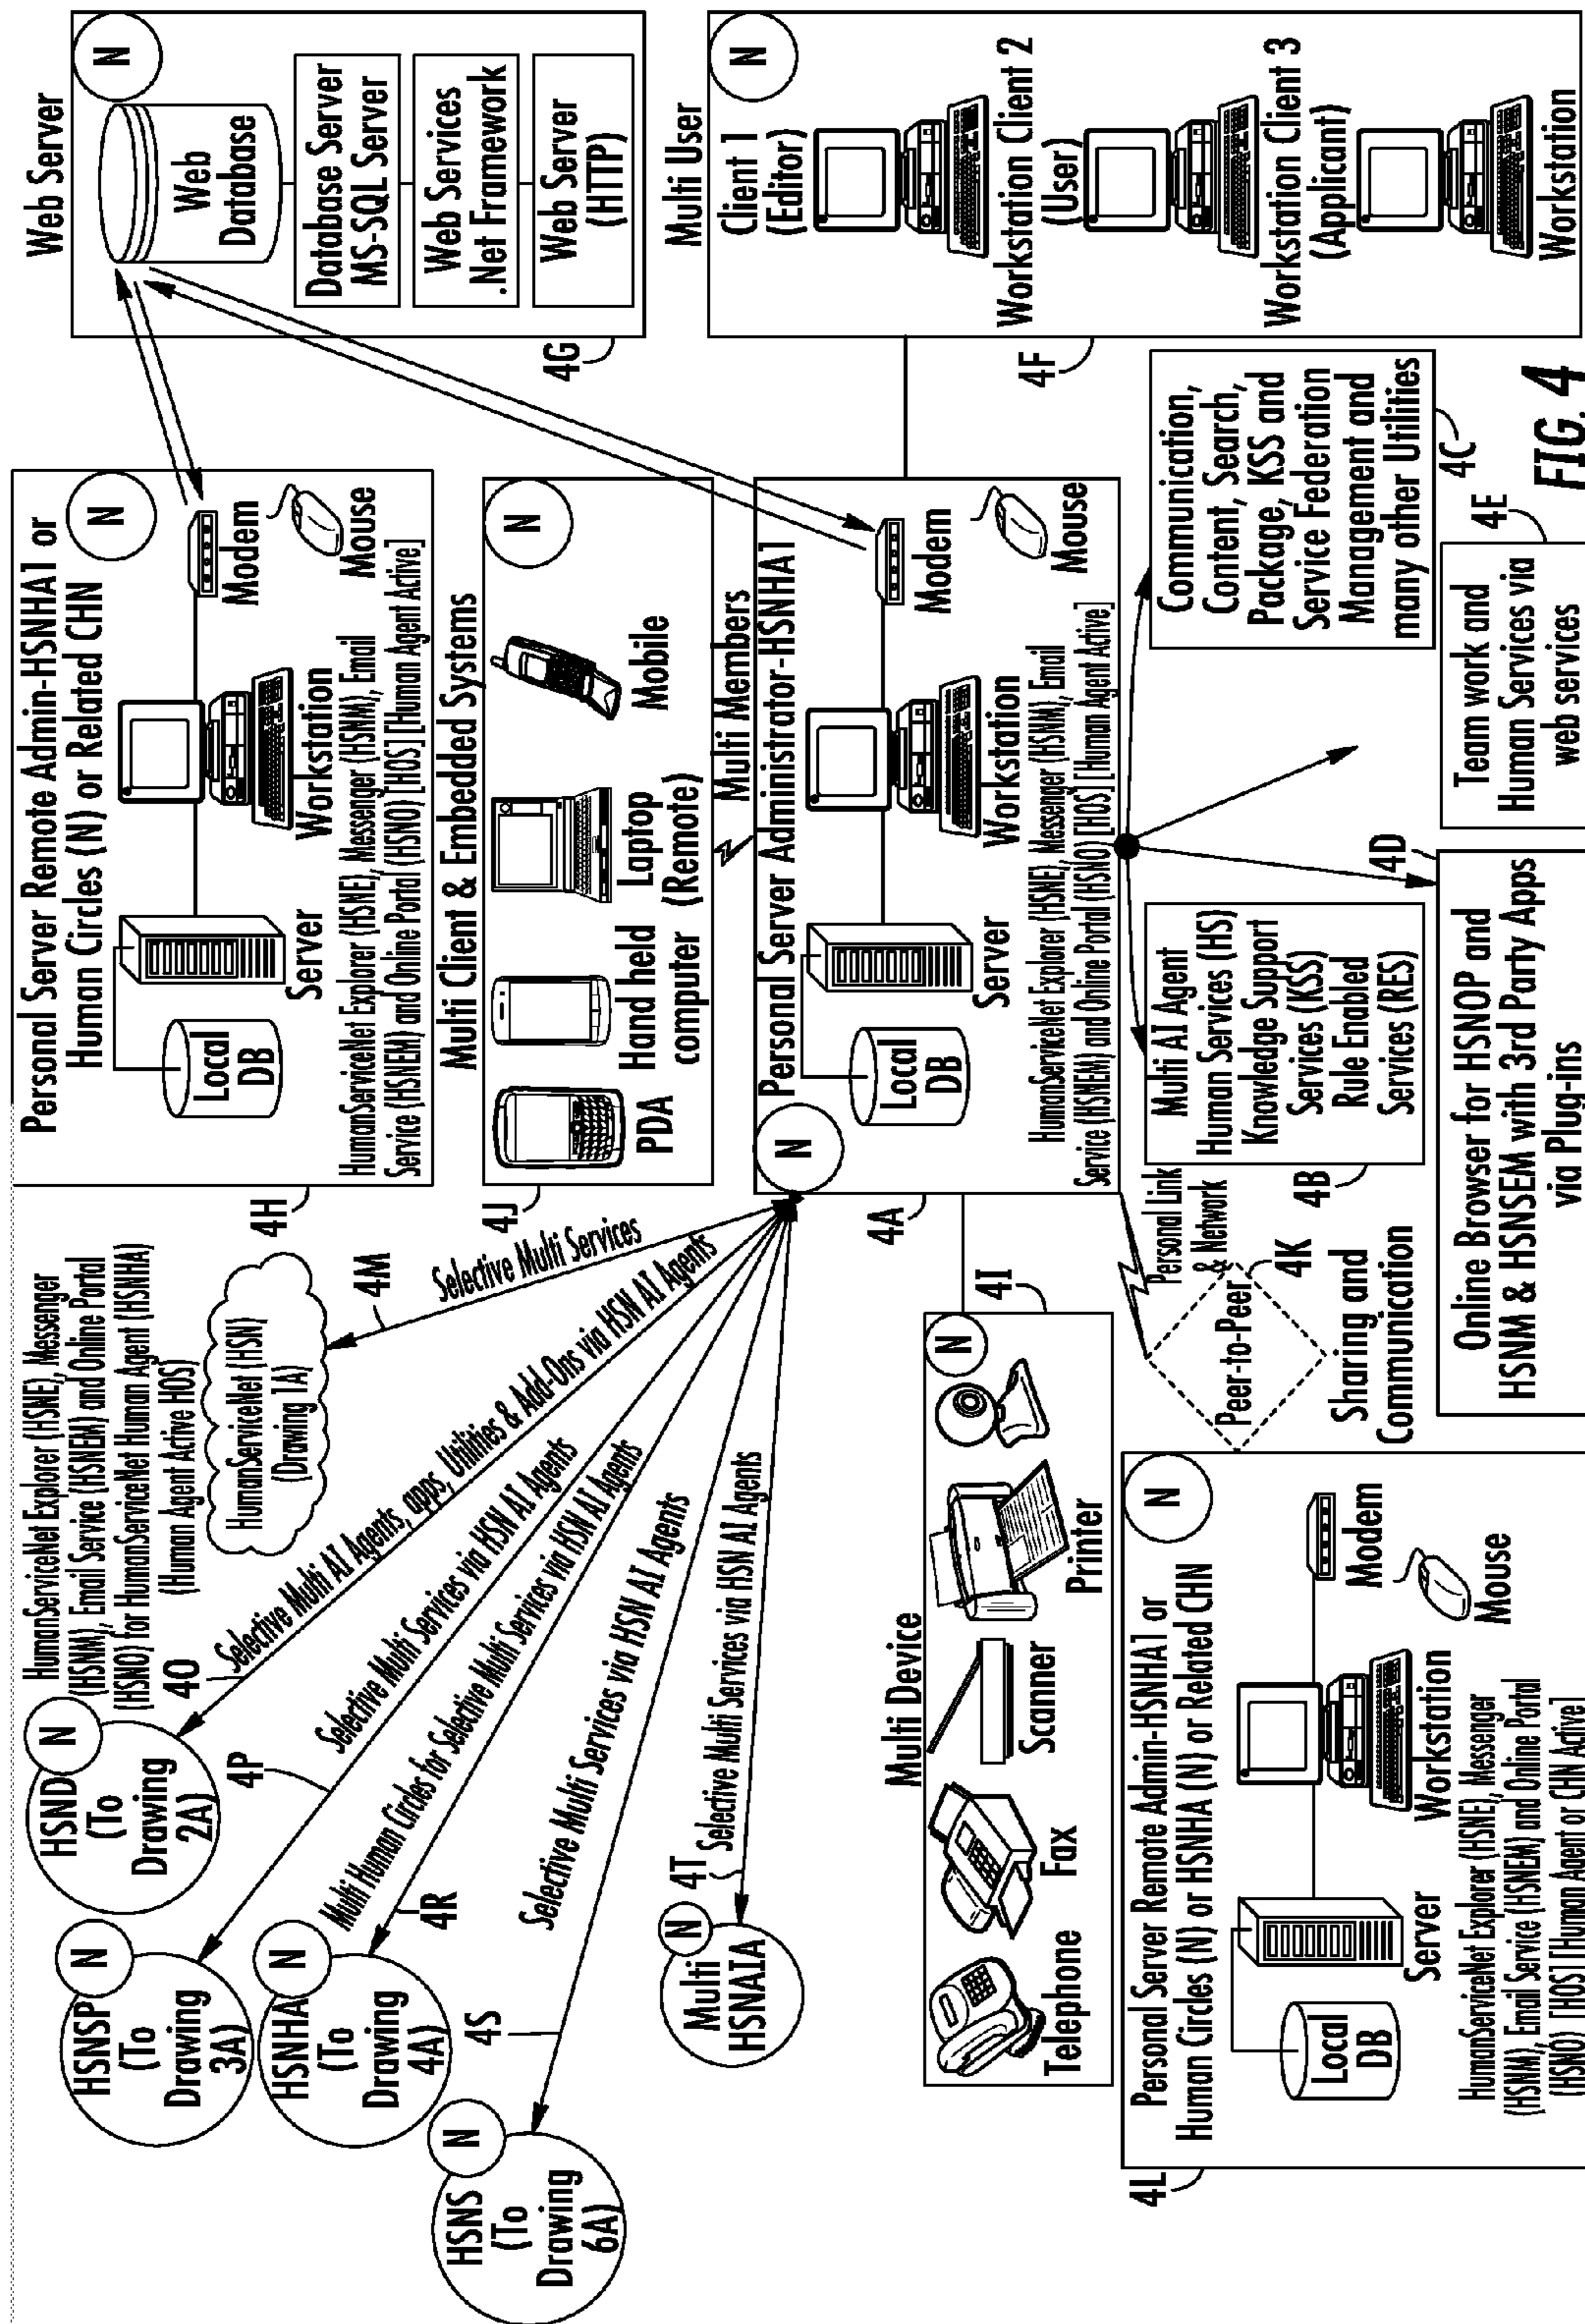 HumanServiceNet Explorer (HSNE), Messenger
(HSNM), Email Service (HSNEM) and Online Portal
(HSNO) for HumanServiceNet Human Agent (HSNHA)
(Human Agent Active HOS)
HumanServiceNet (HSN)
(Drawing 1A)
4M
Selective Multi Services
HSND
(To
Drawing
2A)
N
4O
Selective Multi AI Agents, apps, Utilities & Add-Ons via HSN AI Agents
HSNSP
(To
Drawing
3A)
N
4P
Selective Multi Services via HSN AI Agents
HSNHA
(To
Drawing
4A)
N
4R
Multi Human Circles for Selective Multi Services via HSN AI Agents
HSNS
(To
Drawing
6A)
N
4S
Selective Multi Services via HSN AI Agents
Multi
HSNAIA
N
4T
Selective Multi Services via HSN AI Agents
Personal Server Remote Admin-HSNHA1 or
Human Circles (N) or Related CHN
N
Local
DB
Server
Workstation
Modem
Mouse
HumanServiceNet Explorer (HSNE), Messenger (HSNM), Email
Service (HSNEM) and Online Portal (HSNO) [HOS] [Human Agent Active]
4H
Web Server
N
Web
Database
Database Server
MS-SQL Server
Web Services
.Net Framework
Web Server
(HTTP)
4G
Multi Client & Embedded Systems
N
PDA
Hand held
computer
Laptop
(Remote)
Mobile
4J
Multi Members
Personal Server Administrator-HSNHA1
N
Local
DB
Server
Workstation
Modem
Mouse
HumanServiceNet Explorer (HSNE), Messenger (HSNM), Email
Service (HSNEM) and Online Portal (HSNO) [HOS] [Human Agent Active]
4A
Multi User
N
Client 1
(Editor)
Workstation Client 2
(User)
Workstation Client 3
(Applicant)
Workstation
4F
Multi Device
N
Telephone
Fax
Scanner
Printer
4I
Personal Link
& Network
Peer-to-Peer
4K
Sharing and
Communication
Multi AI Agent
Human Services (HS)
Knowledge Support
Services (KSS)
Rule Enabled
Services (RES)
4B
Communication,
Content, Search,
Package, KSS and
Service Federation
Management and
many other Utilities
4C
Online Browser for HSNOP and
HSNM & HSNSEM with 3rd Party Apps
via Plug-ins
4D
Team work and
Human Services via
web services
4E
Personal Server Remote Admin-HSNHA1 or
Human Circles (N) or HSNHA (N) or Related CHN
N
Local
DB
Server
Workstation
Modem
Mouse
HumanServiceNet Explorer (HSNE), Messenger
(HSNM), Email Service (HSNEM) and Online Portal
(HSNO) [HOS] [Human Agent or CHN Active]
4L
FIG. 4